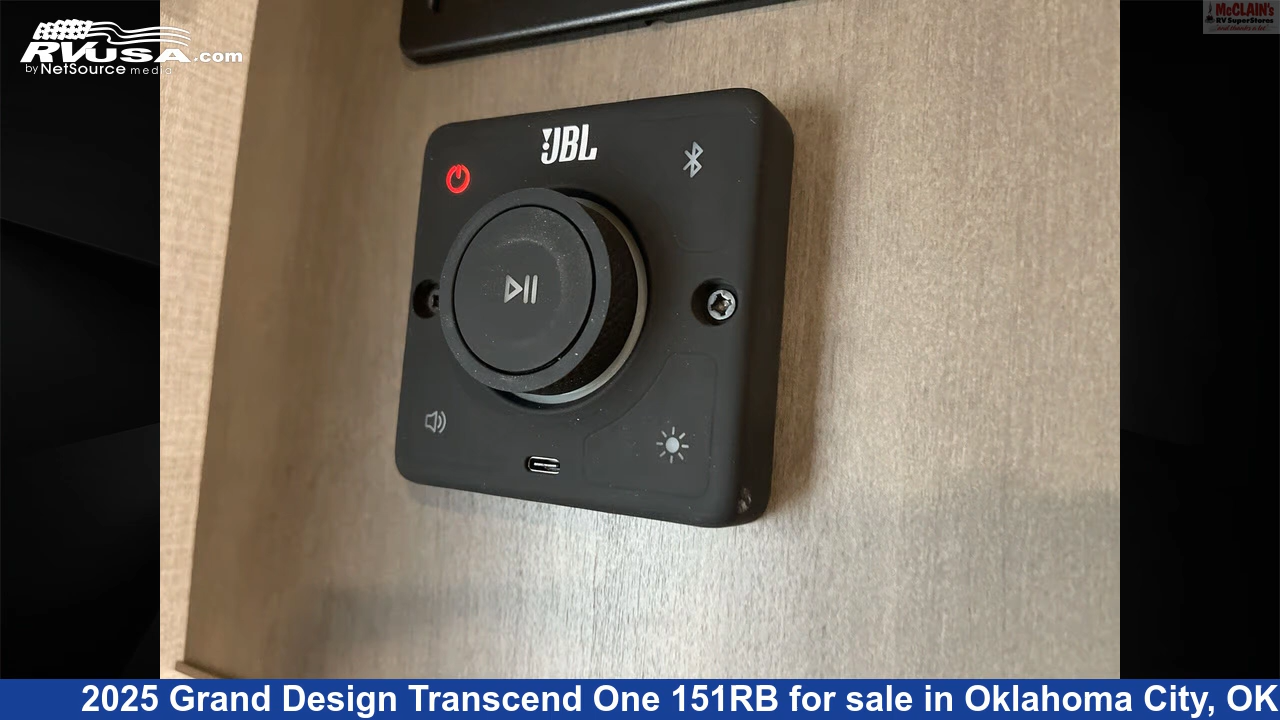 McCLAIN's
RV SuperStores
RVUSA.com
by NetSource media
JBL
2025 Grand Design Transcend One 151RB for sale in Oklahoma City, OK